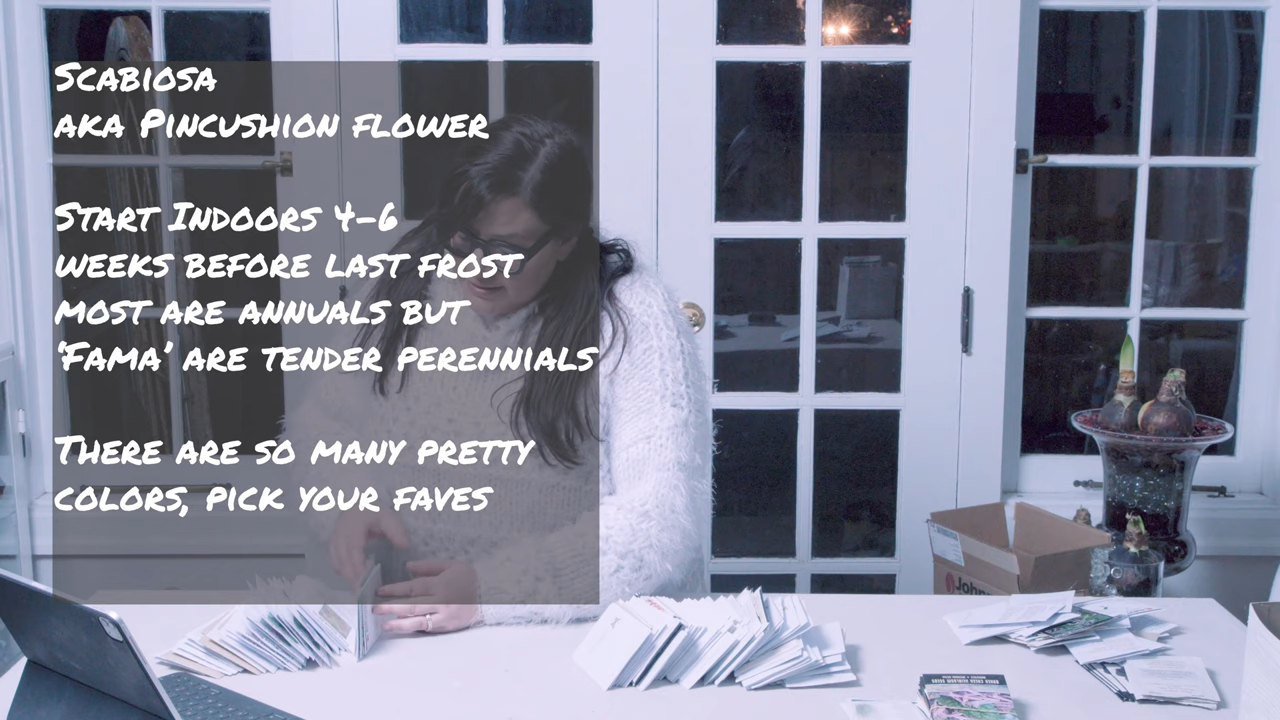 Scabiosa
aka Pincushion flower
Start Indoors 4-6
weeks before last frost
most are annuals but
'Fama' are tender perennials
There are so many pretty
colors, pick your faves
John